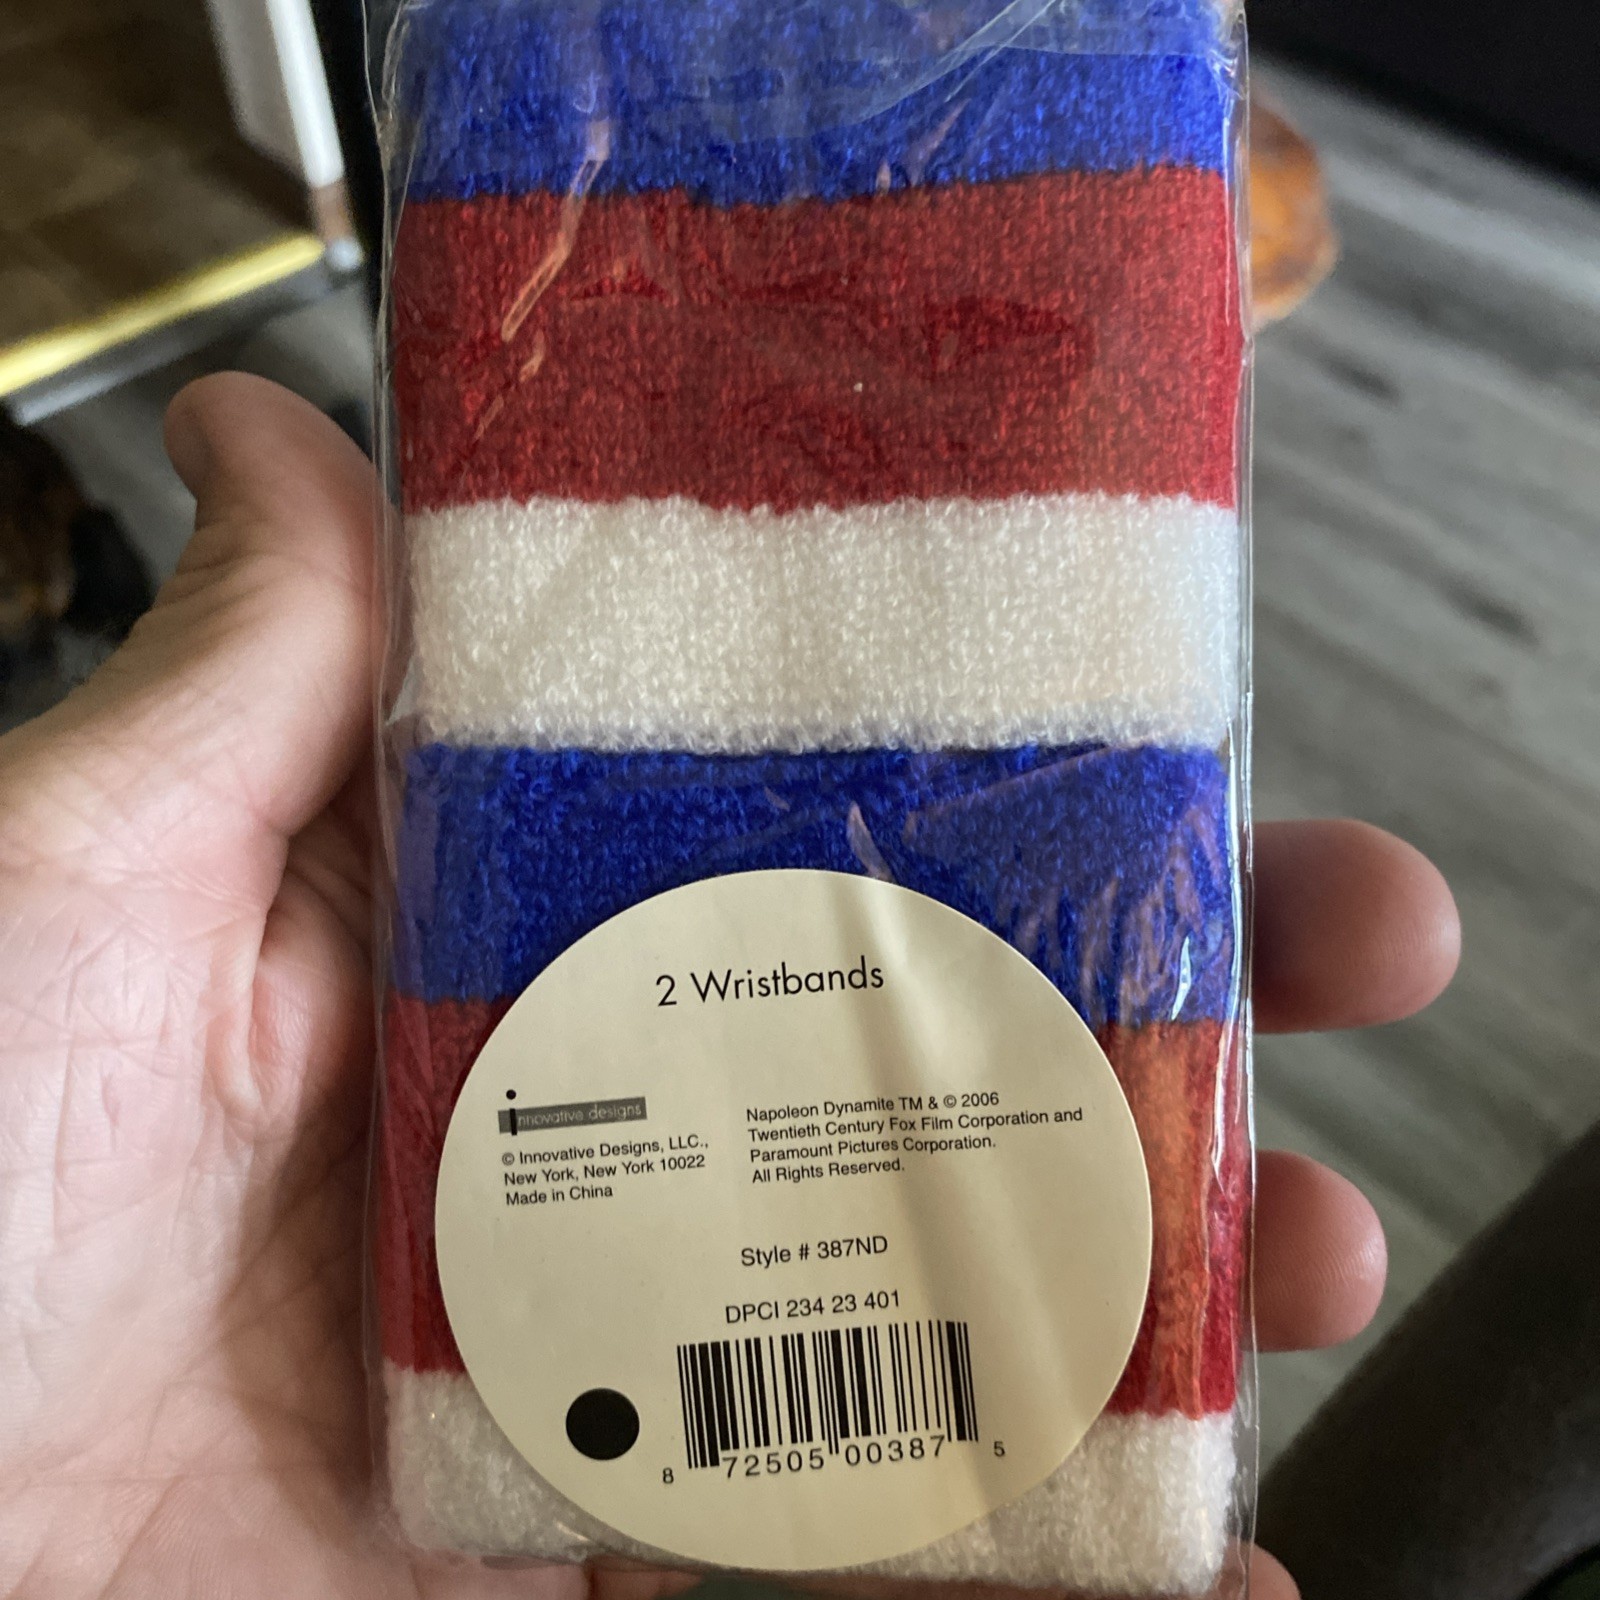 2 Wristbands
innovative designs
© Innovative Designs, LLC.,
New York, New York 10022
Made in China
Napoleon Dynamite TM & © 2006
Twentieth Century Fox Film Corporation and
Paramount Pictures Corporation.
All Rights Reserved.
Style # 387ND
DPCI 234 23 401
8 72505 00387 5